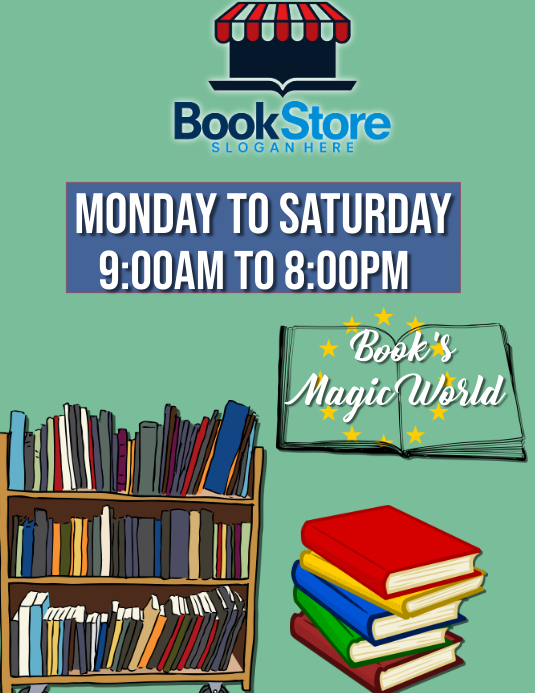 BookStore
SLOGAN HERE
MONDAY TO SATURDAY
9:00AM TO 8:00PM
Book's
Magic World